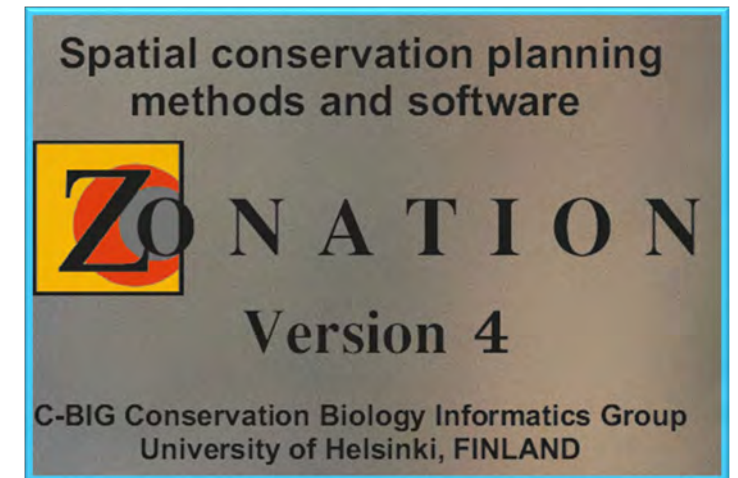 Spatial conservation planning
methods and software
ZONATION
Version 4
C-BIG Conservation Biology Informatics Group
University of Helsinki, FINLAND